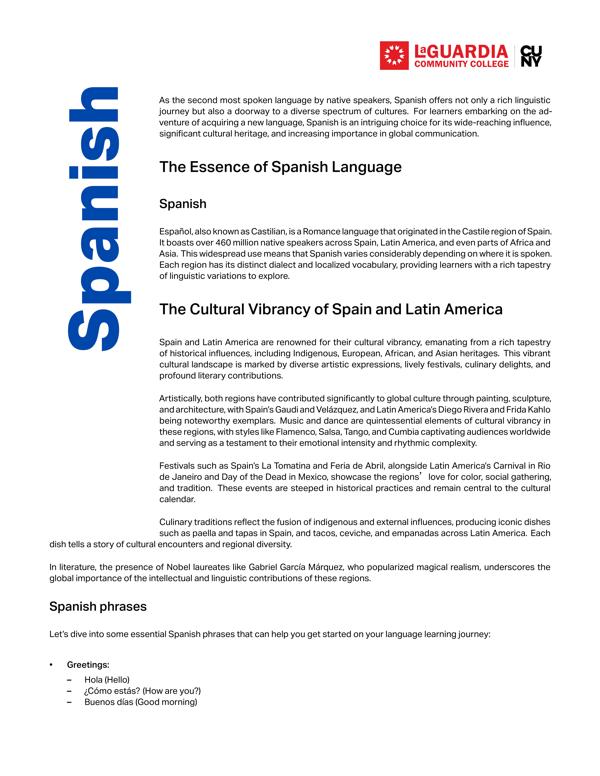 LaGUARDIA
COMMUNITY COLLEGE
CU
NY
Spanish
As the second most spoken language by native speakers, Spanish offers not only a rich linguistic
journey but also a doorway to a diverse spectrum of cultures. For learners embarking on the ad-
venture of acquiring a new language, Spanish is an intriguing choice for its wide-reaching influence,
significant cultural heritage, and increasing importance in global communication.
The Essence of Spanish Language
Spanish
Español, also known as Castilian, is a Romance language that originated in the Castile region of Spain.
It boasts over 460 million native speakers across Spain, Latin America, and even parts of Africa and
Asia. This widespread use means that Spanish varies considerably depending on where it is spoken.
Each region has its distinct dialect and localized vocabulary, providing learners with a rich tapestry
of linguistic variations to explore.
The Cultural Vibrancy of Spain and Latin America
Spain and Latin America are renowned for their cultural vibrancy, emanating from a rich tapestry
of historical influences, including Indigenous, European, African, and Asian heritages. This vibrant
cultural landscape is marked by diverse artistic expressions, lively festivals, culinary delights, and
profound literary contributions.
Artistically, both regions have contributed significantly to global culture through painting, sculpture,
and architecture, with Spain's Gaudi and Velázquez, and Latin America's Diego Rivera and Frida Kahlo
being noteworthy exemplars. Music and dance are quintessential elements of cultural vibrancy in
these regions, with styles like Flamenco, Salsa, Tango, and Cumbia captivating audiences worldwide
and serving as a testament to their emotional intensity and rhythmic complexity.
Festivals such as Spain's La Tomatina and Feria de Abril, alongside Latin America's Carnival in Rio
de Janeiro and Day of the Dead in Mexico, showcase the regions’ love for color, social gathering,
and tradition. These events are steeped in historical practices and remain central to the cultural
calendar.
Culinary traditions reflect the fusion of indigenous and external influences, producing iconic dishes
such as paella and tapas in Spain, and tacos, ceviche, and empanadas across Latin America. Each
dish tells a story of cultural encounters and regional diversity.
In literature, the presence of Nobel laureates like Gabriel García Márquez, who popularized magical realism, underscores the
global importance of the intellectual and linguistic contributions of these regions.
Spanish phrases
Let's dive into some essential Spanish phrases that can help you get started on your language learning journey:
• Greetings:
– Hola (Hello)
– ¿Cómo estás? (How are you?)
– Buenos días (Good morning)